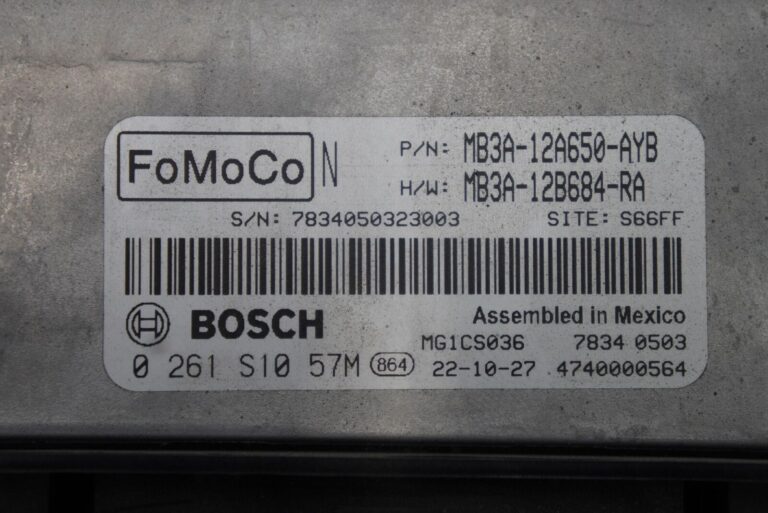 FoMoCo N P/N: MB3A-12A650-AYB
H/W: MB3A-12B684-RA
S/N: 7834050323003 SITE: S66FF
BOSCH Assembled in Mexico
MG1CS036 7834 0503
0 261 S10 57M 864 22-10-27 4740000564